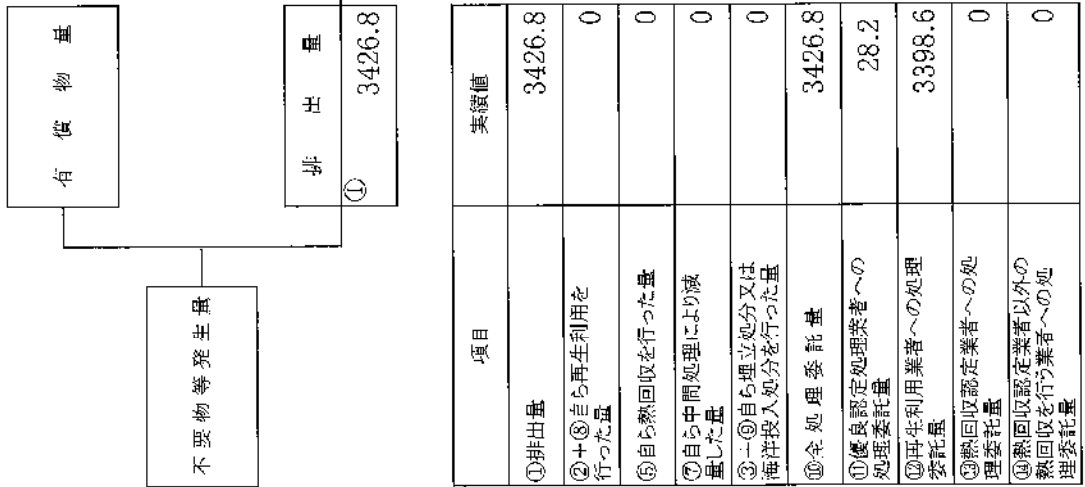 有償物量
不要物等発生量
排出量
①
3426.8
項目 実績値
①排出量 3426.8
②+⑧自ら再生利用を
行った量 0
⑤自ら熱回収を行った量 0
⑦自ら中間処理により減
量した量 0
③+⑨自ら埋立処分又は
海洋投入処分を行った量 0
⑩全処理委託量 3426.8
⑪優良認定処理業者への
処理委託量 28.2
⑫再生利用業者への処理
委託量 3398.6
⑬熱回収認定業者への処
理委託量 0
⑭熱回収認定業者以外の
熱回収を行う業者への処
理委託量 0